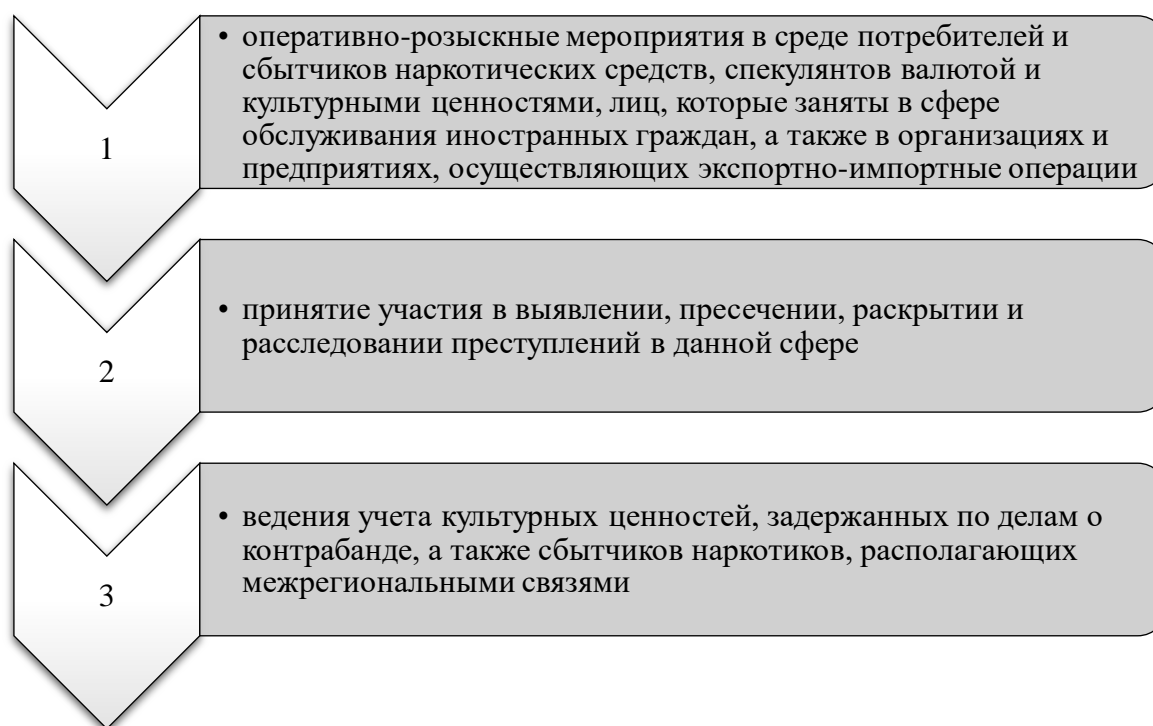 1
• оперативно-розыскные мероприятия в среде потребителей и
сбытчиков наркотических средств, спекулянтов валютой и
культурными ценностями, лиц, которые заняты в сфере
обслуживания иностранных граждан, а также в организациях и
предприятиях, осуществляющих экспортно-импортные операции
2
• принятие участия в выявлении, пресечении, раскрытии и
расследовании преступлений в данной сфере
3
• ведения учета культурных ценностей, задержанных по делам о
контрабанде, а также сбытчиков наркотиков, располагающих
межрегиональными связями